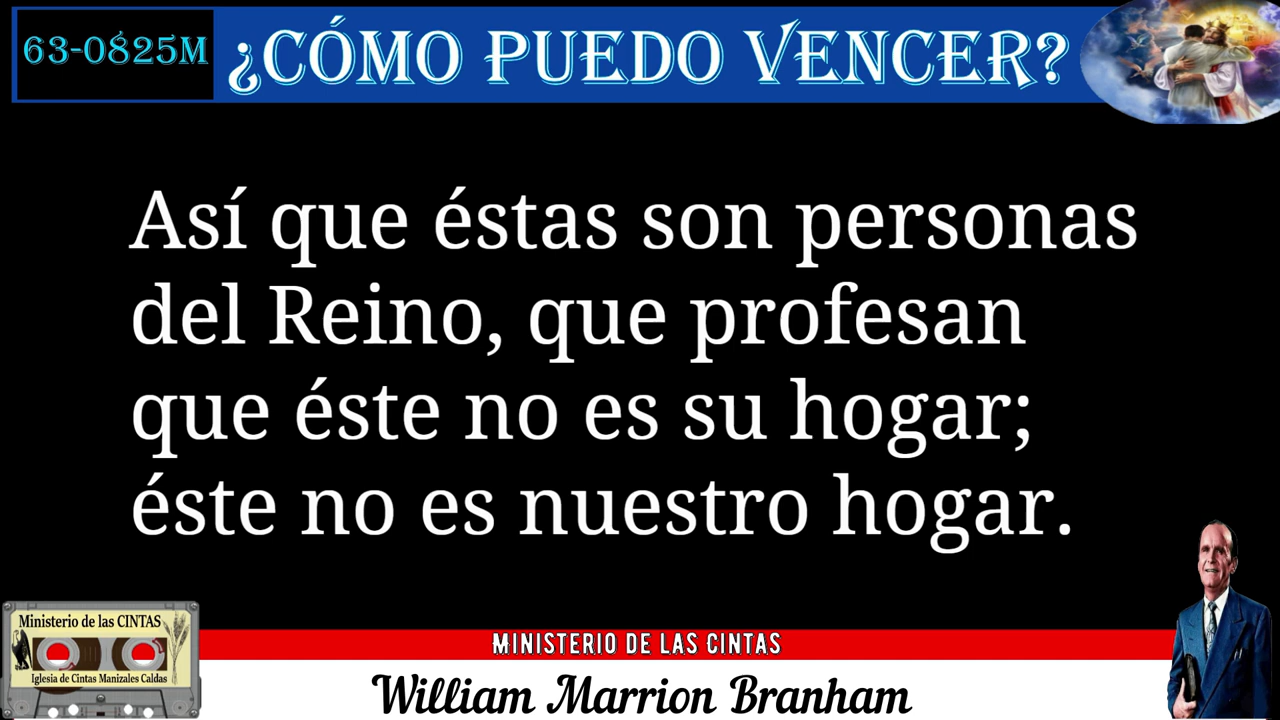 63-0825M
¿CÓMO PUEDO VENCER?
Así que éstas son personas
del Reino, que profesan
que éste no es su hogar;
éste no es nuestro hogar.
Ministerio de las CINTAS
Iglesia de Cintas Manizales Caldas
MINISTERIO DE LAS CINTAS
William Marrion Branham